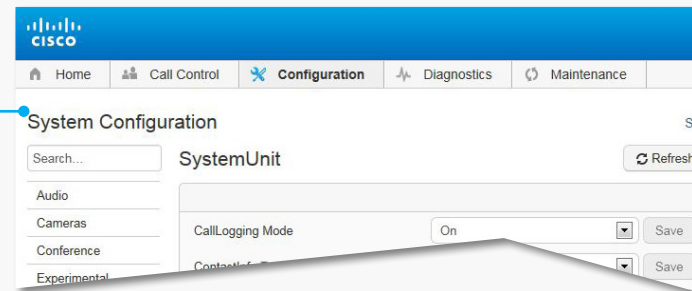 CISCO
Home Call Control Configuration Diagnostics Maintenance
System Configuration
Search... SystemUnit Refresh
Audio
Cameras CallLogging Mode On Save
Conference
Experimental Save